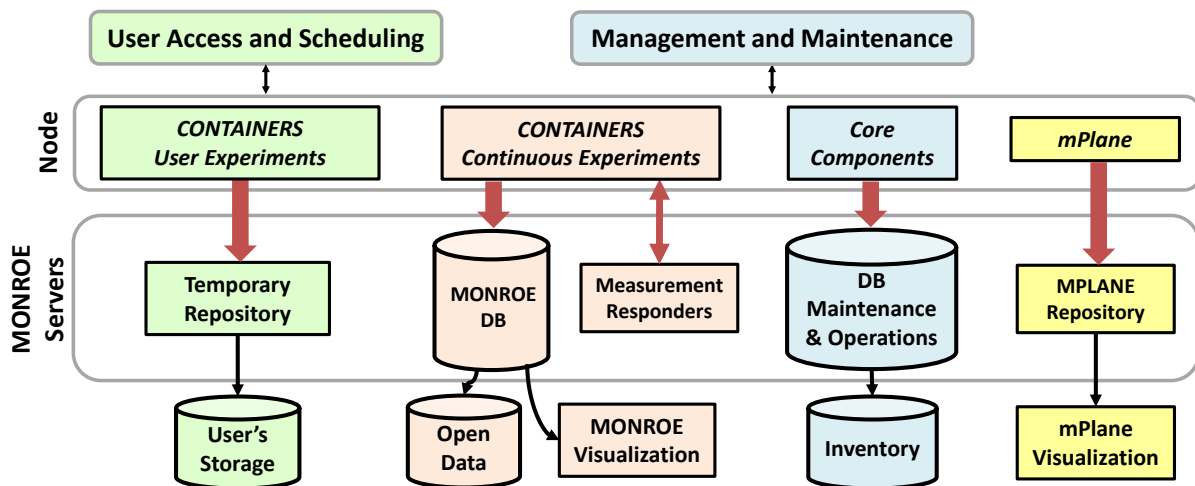 User Access and Scheduling
Management and Maintenance
Node
CONTAINERS
User Experiments
CONTAINERS
Continuous Experiments
Core
Components
mPlane
MONROE
Servers
Temporary
Repository
MONROE
DB
Measurement
Responders
DB
Maintenance
& Operations
MPLANE
Repository
User's
Storage
Open
Data
MONROE
Visualization
Inventory
mPlane
Visualization